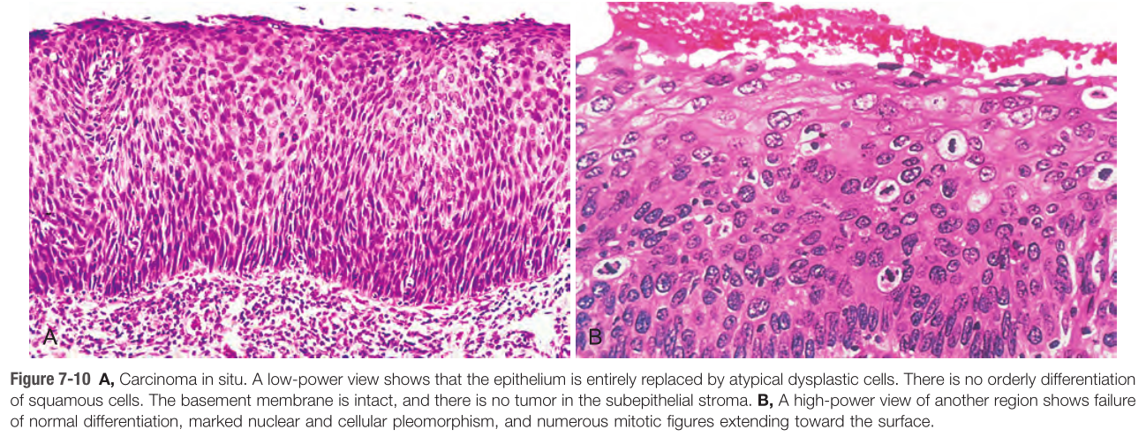 A
B
Figure 7-10 A, Carcinoma in situ. A low-power view shows that the epithelium is entirely replaced by atypical dysplastic cells. There is no orderly differentiation
of squamous cells. The basement membrane is intact, and there is no tumor in the subepithelial stroma. B, A high-power view of another region shows failure
of normal differentiation, marked nuclear and cellular pleomorphism, and numerous mitotic figures extending toward the surface.